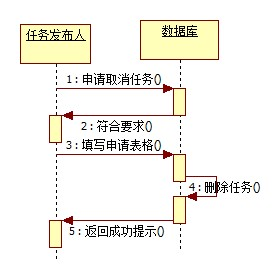 任务发布人
数据库
1:申请取消任务()
2:符合要求()
3:填写申请表格()
4:删除任务()
5:返回成功提示()